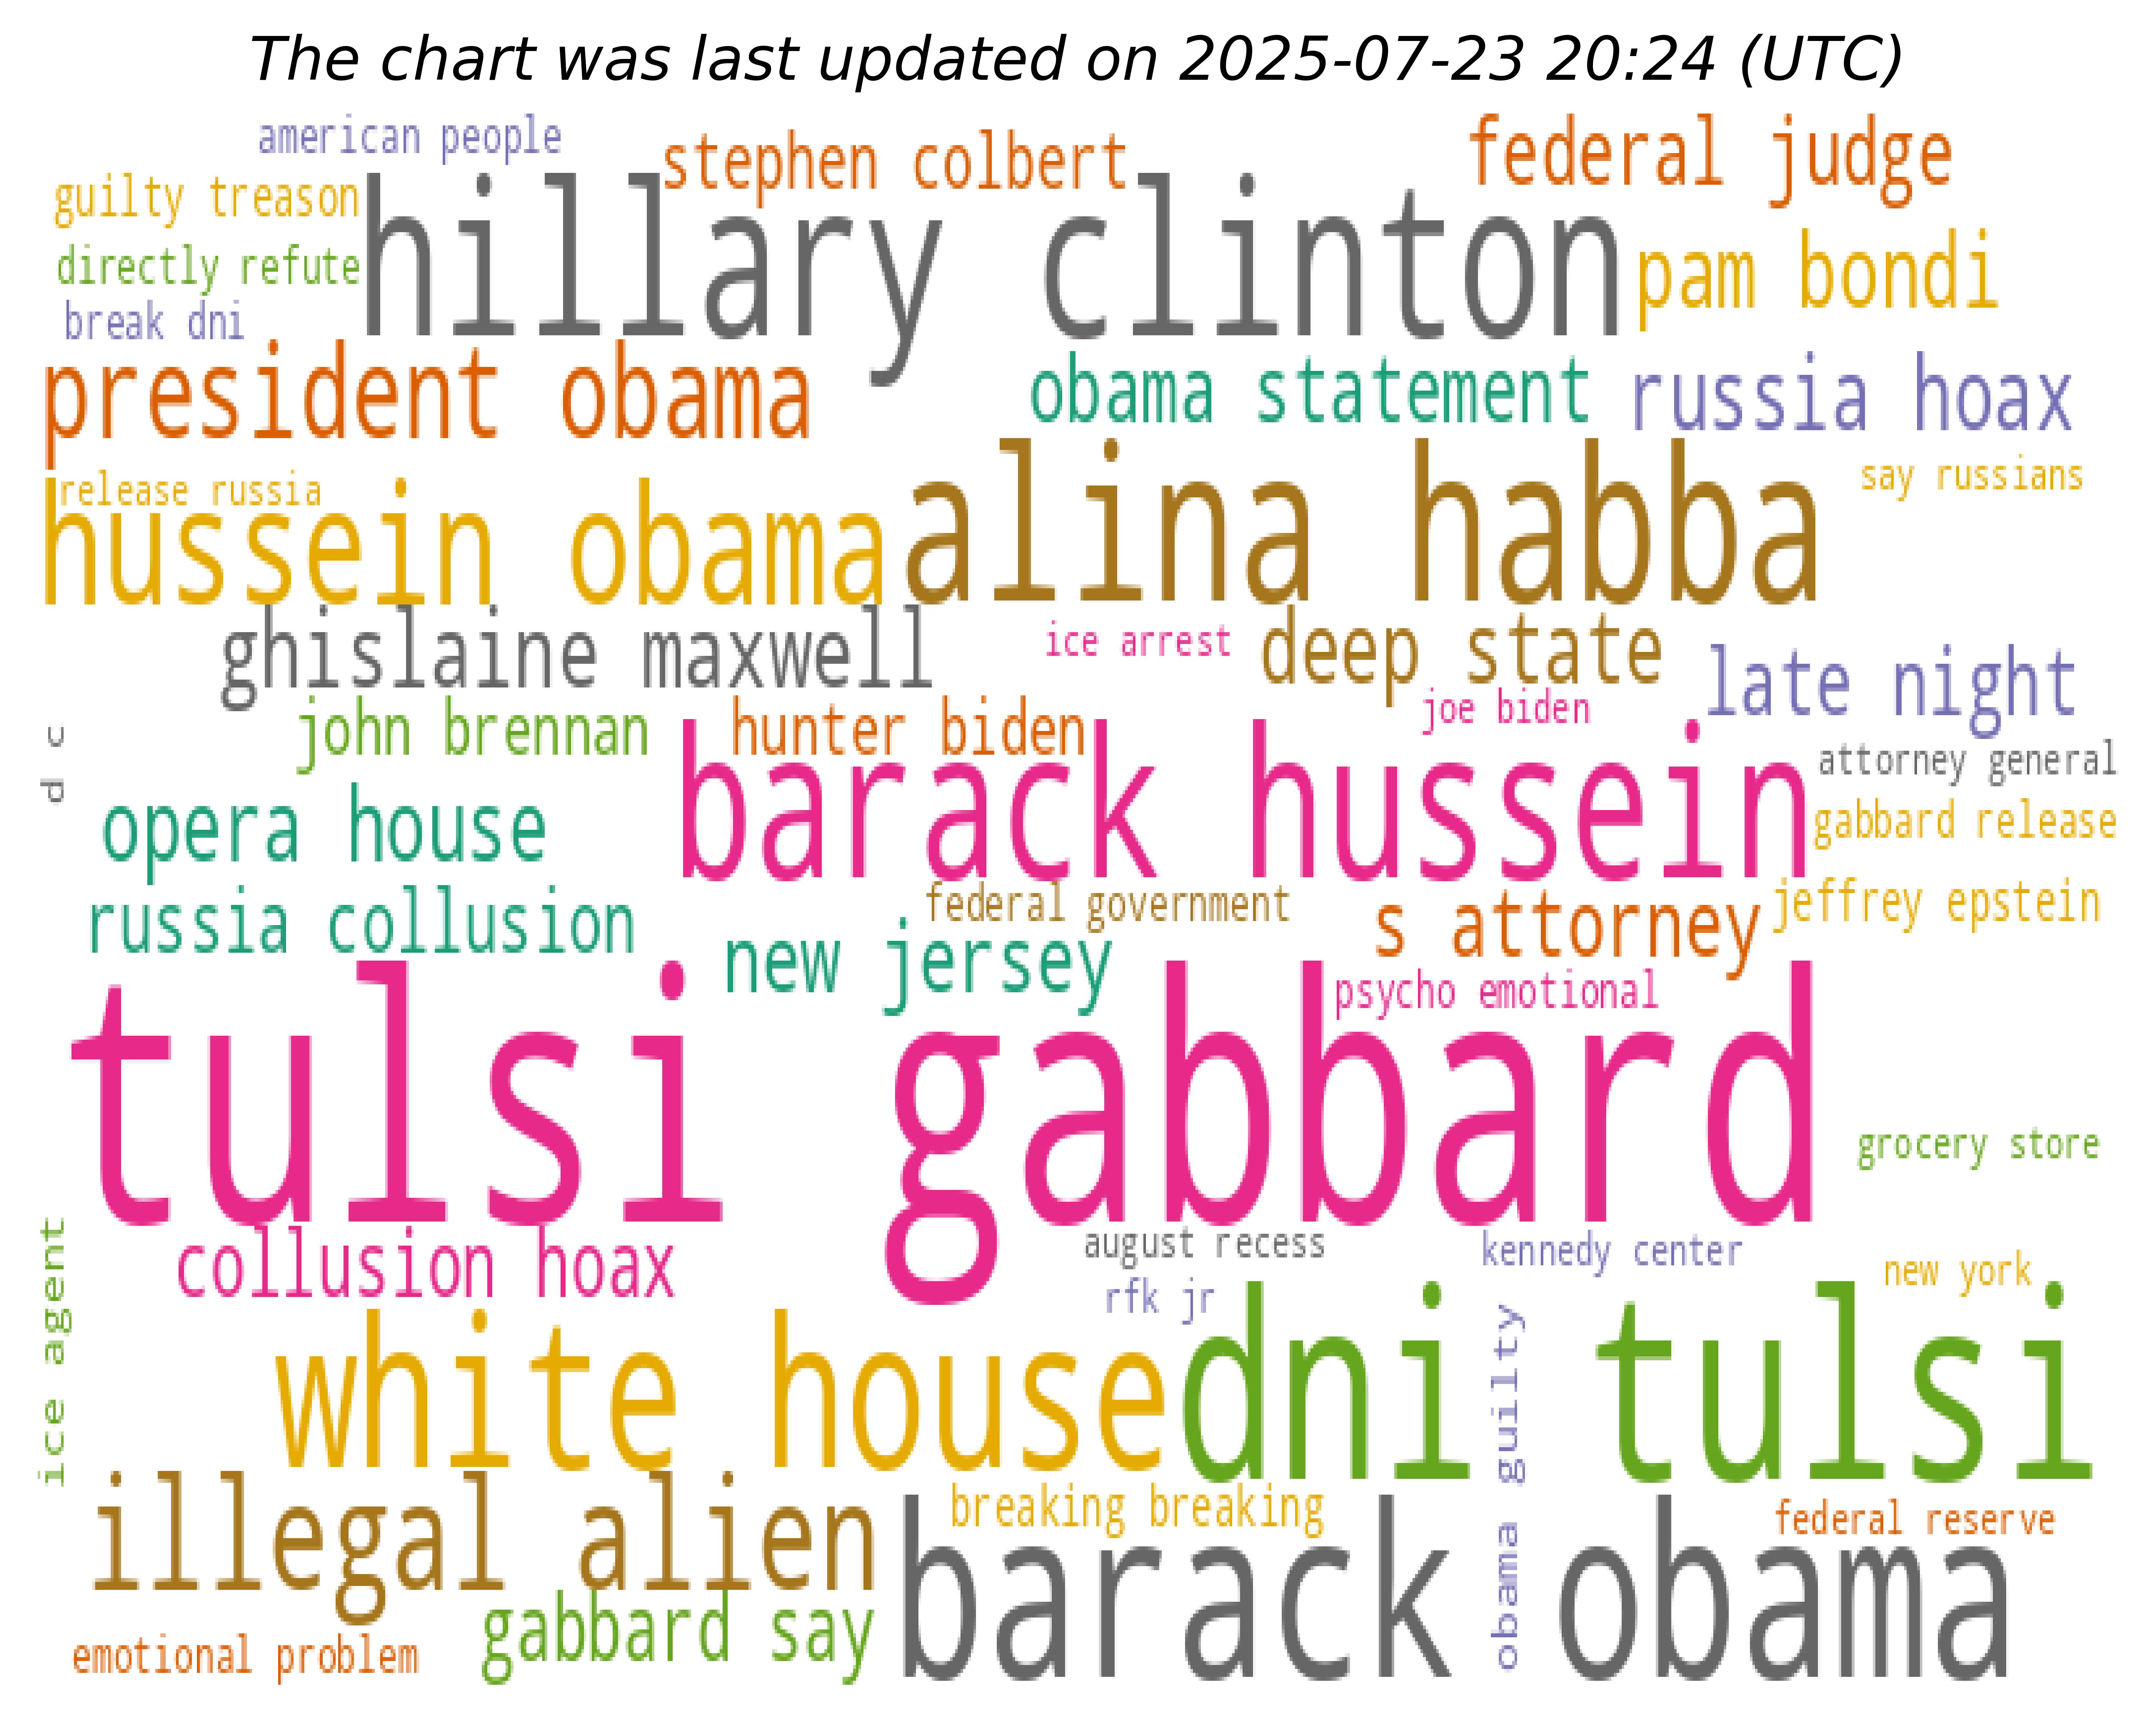 The chart was last updated on 2025-07-23 20:24 (UTC)
american people
stephen colbert
federal judge
guilty treason
hillary clinton
directly refute
pam bondi
break dni
president obama
obama statement
russia hoax
release russia
say russians
hussein obama
alina habba
ghislaine maxwell
ice arrest
deep state
late night
joe biden
john brennan
hunter biden
d c
barack hussein
attorney general
opera house
gabbard release
russia collusion
federal government
s attorney
jeffrey epstein
new jersey
psycho emotional
tulsi gabbard
grocery store
collusion hoax
august recess
kennedy center
new york
rfk jr
ice agent
white house
dni tulsi
obama guilty
illegal alien
breaking breaking
federal reserve
barack obama
gabbard say
emotional problem